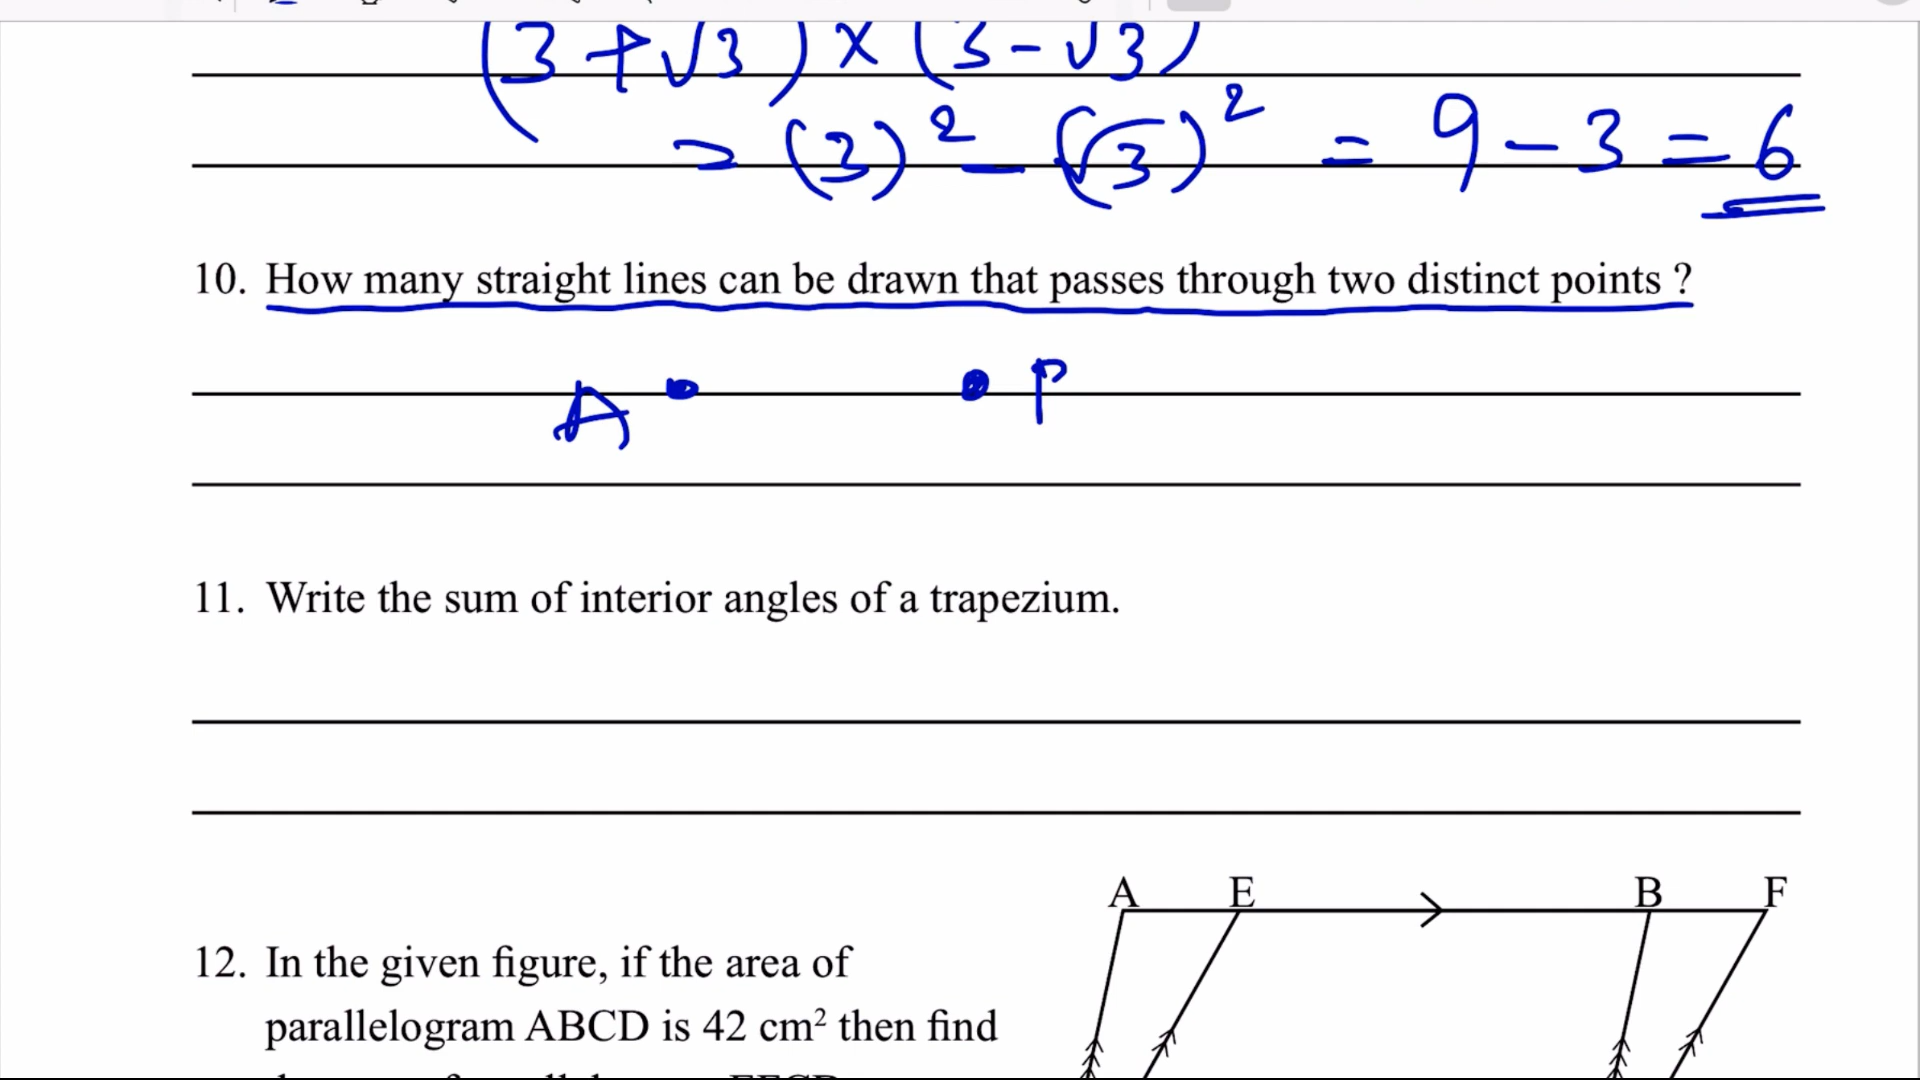 (3 + √3) × (3 - √3)
= (3)² - (√3)² = 9 - 3 = 6
10. How many straight lines can be drawn that passes through two distinct points ?
A P
11. Write the sum of interior angles of a trapezium.
A E B F
12. In the given figure, if the area of
parallelogram ABCD is 42 cm² then find